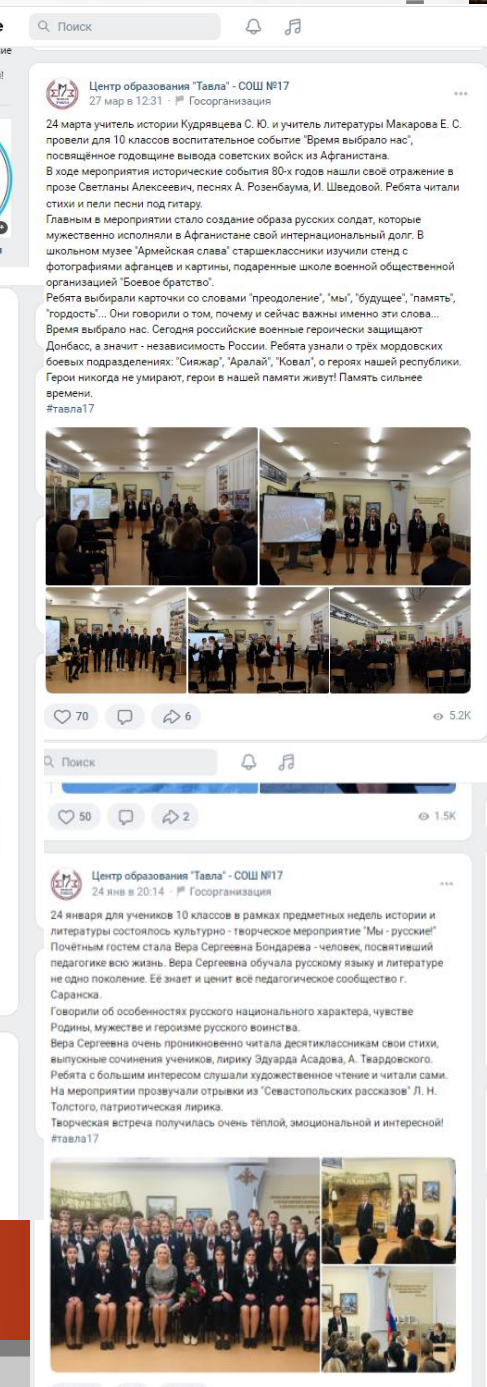 Поиск
Центр образования "Тавла" - СОШ №17
27 мар в 12:31 · Госорганизация
24 марта учитель истории Кудрявцева С. Ю. и учитель литературы Макарова Е. С.
провели для 10 классов воспитательное событие "Время выбрало нас",
посвящённое годовщине вывода советских войск из Афганистана.
В ходе мероприятия исторические события 80-х годов нашли своё отражение в
прозе Светланы Алексеевич, песнях А. Розенбаума, И. Шведовой. Ребята читали
стихи и пели песни под гитару.
Главным в мероприятии стало создание образа русских солдат, которые
мужественно исполняли в Афганистане свой интернациональный долг. В
школьном музее "Армейская слава" старшеклассники изучили стенд с
фотографиями афганцев и картины, подаренные школе военной общественной
организацией "Боевое братство".
Ребята выбирали карточки со словами "преодоление", "мы", "будущее", "память",
"гордость"... Они говорили о том, почему и сейчас важны именно эти слова...
Время выбрало нас. Сегодня российские военные героически защищают
Донбасс, а значит - независимость России. Ребята узнали о трёх мордовских
боевых подразделениях: "Сияжар", "Аралай", "Ковал", о героях нашей республики.
Герои никогда не умирают, герои в нашей памяти живут! Память сильнее
времени.
#тавла17
70
6
5.2K
Поиск
50
2
1.5K
Центр образования "Тавла" - СОШ №17
24 янв в 20:14 · Госорганизация
24 января для учеников 10 классов в рамках предметных недель истории и
литературы состоялось культурно - творческое мероприятие "Мы - русские!"
Почётным гостем стала Вера Сергеевна Бондарева - человек, посвятивший
педагогике всю жизнь. Вера Сергеевна обучала русскому языку и литературе
не одно поколение. Её знает и ценит всё педагогическое сообщество г.
Саранска.
Говорили об особенностях русского национального характера, чувстве
Родины, мужестве и героизме русского воинства.
Вера Сергеевна очень проникновенно читала десятиклассникам свои стихи,
выпускные сочинения учеников, лирику Эдуарда Асадова, А. Твардовского.
Ребята с большим интересом слушали художественное чтение и читали сами.
На мероприятии прозвучали отрывки из "Севастопольских рассказов" Л. Н.
Толстого, патриотическая лирика.
Творческая встреча получилась очень тёплой, эмоциональной и интересной!
#тавла17